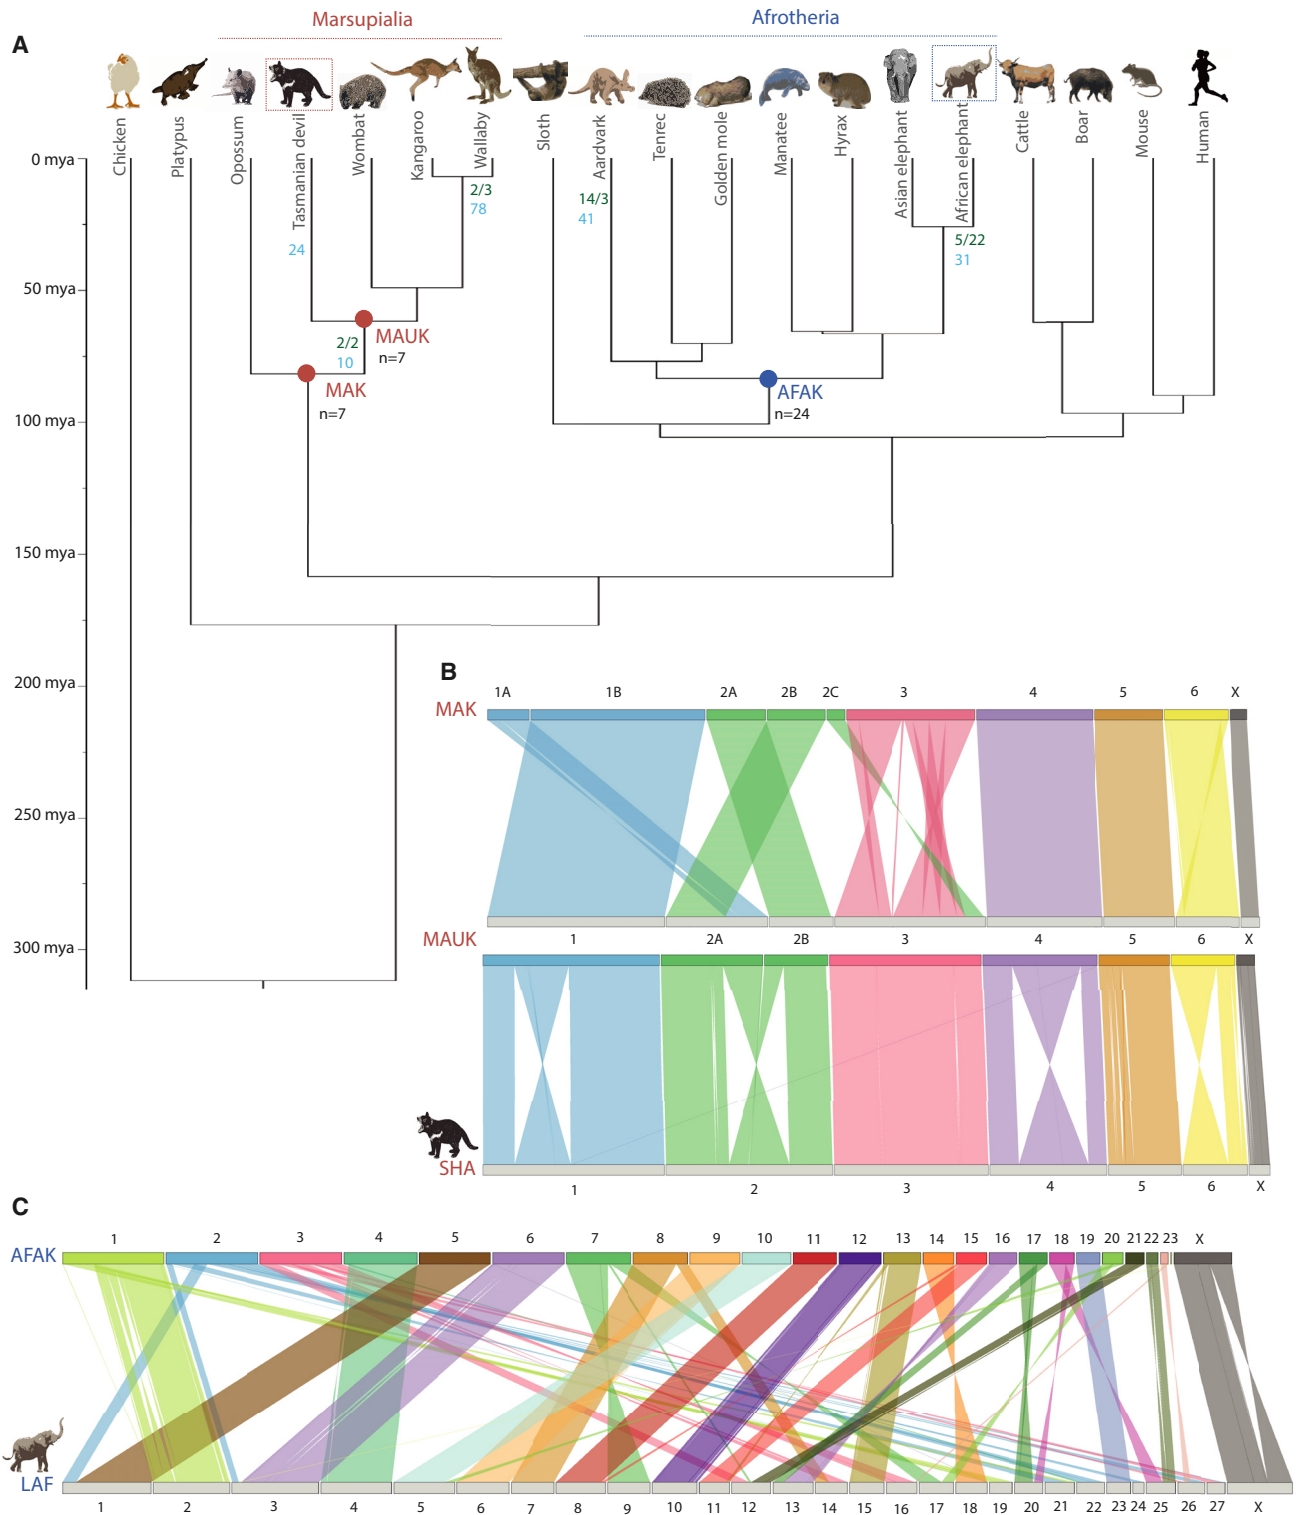 Marsupialia
Afrotheria
A
Chicken
Platypus
Opossum
Tasmanian devil
Wombat
Kangaroo
Wallaby
Sloth
Aardvark
Tenrec
Golden mole
Manatee
Hyrax
Asian elephant
African elephant
Cattle
Boar
Mouse
Human
0 mya
2/3
78
14/3
41
24
5/22
31
50 mya
MAUK
n=7
2/2
10
MAK
n=7
AFAK
n=24
100 mya
150 mya
200 mya
250 mya
300 mya
B
1A 1B 2A 2B 2C 3 4 5 6 X
MAK
MAUK 1 2A 2B 3 4 5 6 X
SHA
1 2 3 4 5 6 X
C
1 2 3 4 5 6 7 8 9 10 11 12 13 14 15 16 17 18 19 20 21 22 23 X
AFAK
LAF
1 2 3 4 5 6 7 8 9 10 11 12 13 14 15 16 17 18 19 20 21 22 23 24 25 26 27 X